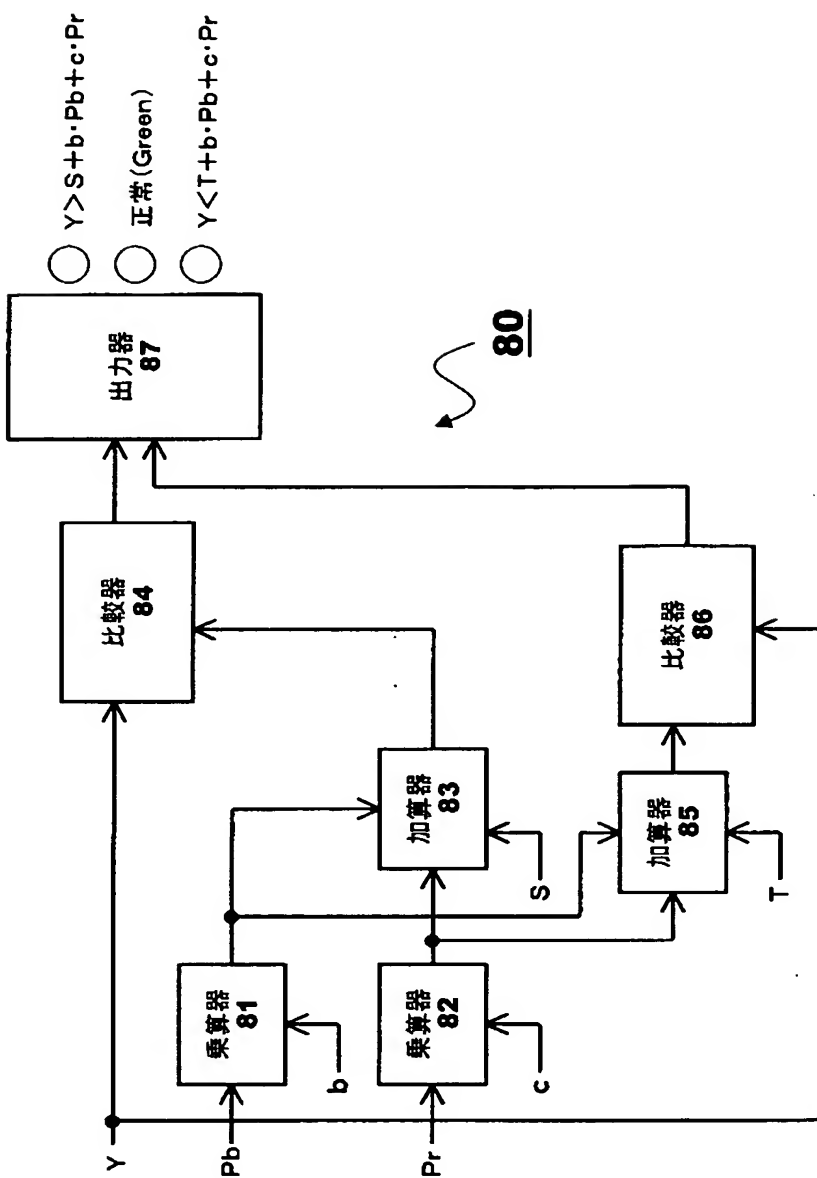 Y
Pb
Pr
b
c
乗算器
81
乗算器
82
S
加算器
83
T
加算器
85
比較器
84
比較器
86
出力器
87
Y>S+b·Pb+c·Pr
正常(Green)
Y<T+b·Pb+c·Pr
80